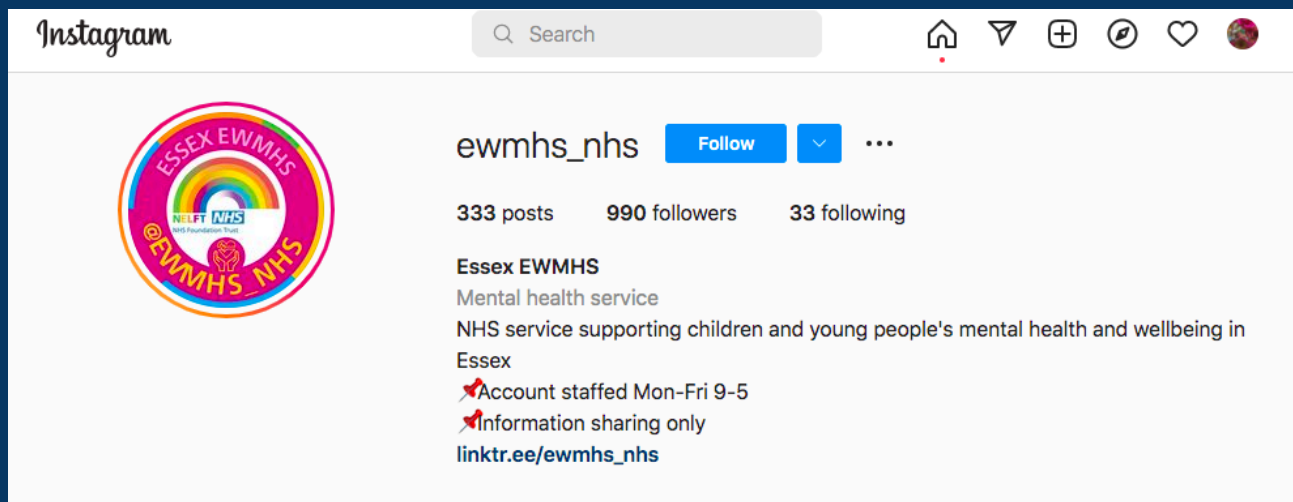 Instagram
Search
ESSEX EWMHS
NELFT NHS
NHS Foundation Trust
@EWMHS_NHS
ewmhs_nhs
Follow
333 posts 990 followers 33 following
Essex EWMHS
Mental health service
NHS service supporting children and young people's mental health and wellbeing in
Essex
📌Account staffed Mon-Fri 9-5
📌Information sharing only
linktr.ee/ewmhs_nhs